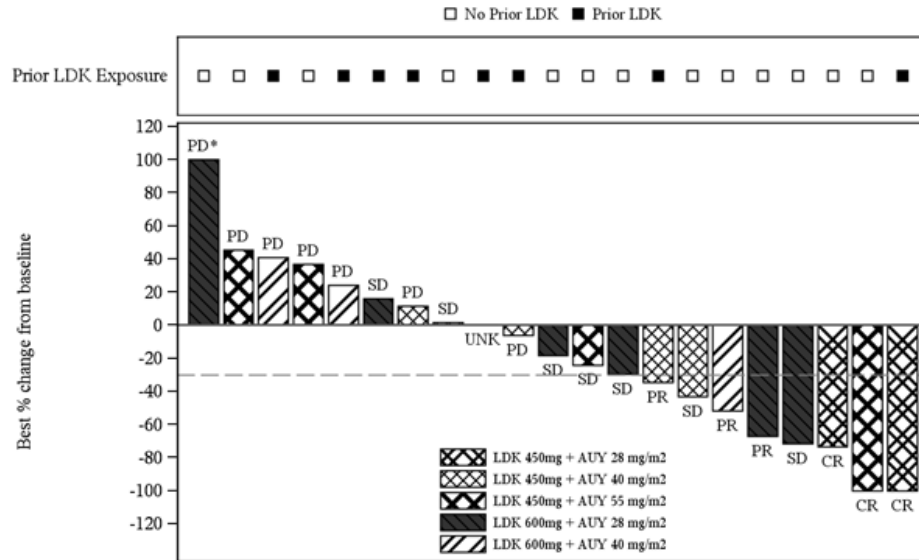 No Prior LDK Prior LDK
Prior LDK Exposure
Best % change from baseline
120
100
80
60
40
20
0
-20
-40
-60
-80
-100
-120
PD*
PD
PD
PD
PD
SD
PD
SD
UNK
PD
SD
SD
SD
PR
SD
PR
PR
SD
CR
CR
CR
LDK 450mg + AUY 28 mg/m2
LDK 450mg + AUY 40 mg/m2
LDK 450mg + AUY 55 mg/m2
LDK 600mg + AUY 28 mg/m2
LDK 600mg + AUY 40 mg/m2